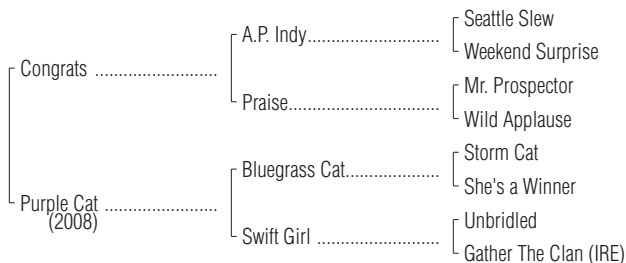 Seattle Slew
A.P. Indy..............................
Weekend Surprise
Congrats ............................
Mr. Prospector
Praise...................................
Wild Applause
Storm Cat
Bluegrass Cat.....................
She's a Winner
Purple Cat ..........................
(2008)
Unbridled
Swift Girl ............................
Gather The Clan (IRE)